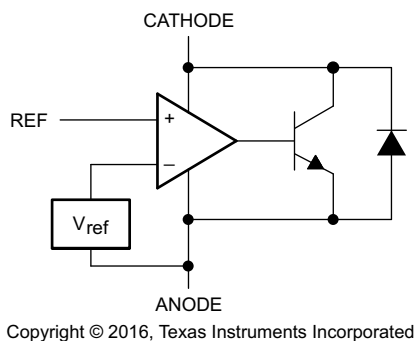 CATHODE
REF
+
–
Vref
ANODE
Copyright © 2016, Texas Instruments Incorporated